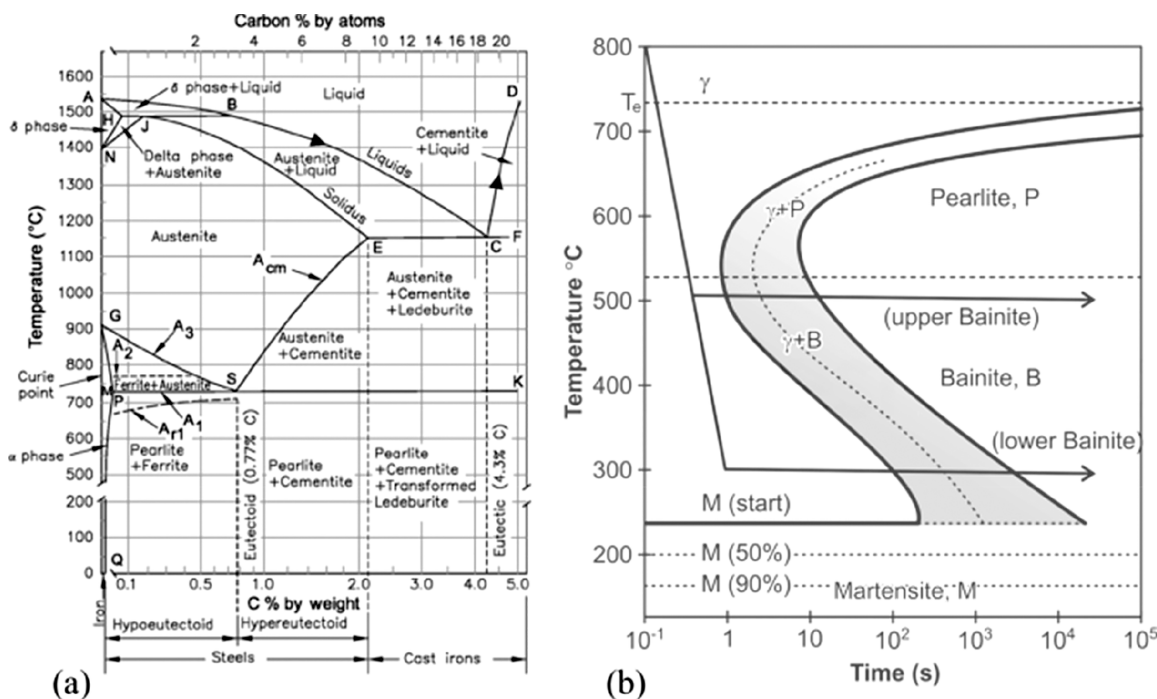 Carbon % by atoms
2 3 4 6 8 9 10 12 14 16 18 20
Temperature (°C)
1600
1500
1400
1300
1200
1100
1000
900
800
700
600
500
200
100
0
A
δ phase+Liquid
B
Liquid
D
H
J
δ phase
N
Delta phase
+Austenite
Austenite
+Liquid
Liquids
Solidus
Cementite
+Liquid
Austenite
E
C
F
Acm
Austenite
+Cementite
+Ledeburite
G
A3
A2
Austenite
+Cementite
Curie
point
M
Ferrite+Austenite
S
K
P
Ar1
A1
α phase
Pearlite
+Ferrite
Eutectoid (0.77% C)
Pearlite
+Cementite
Pearlite
+Cementite
+Transformed
Ledeburite
Eutectic (4.3% C)
Q
0.1 0.5 1.0 2.0 3.0 4.0 5.0
C % by weight
Iron
Hypoeutectoid
Hypereutectoid
Steels
Cast irons
(a)
Temperature °C
800
Te
700
600
500
400
300
200
γ
γ+P
Pearlite, P
(upper Bainite)
γ+B
Bainite, B
(lower Bainite)
M (start)
M (50%)
M (90%)
Martensite, M
10-1 1 10 10² 10³ 10⁴ 10⁵
Time (s)
(b)